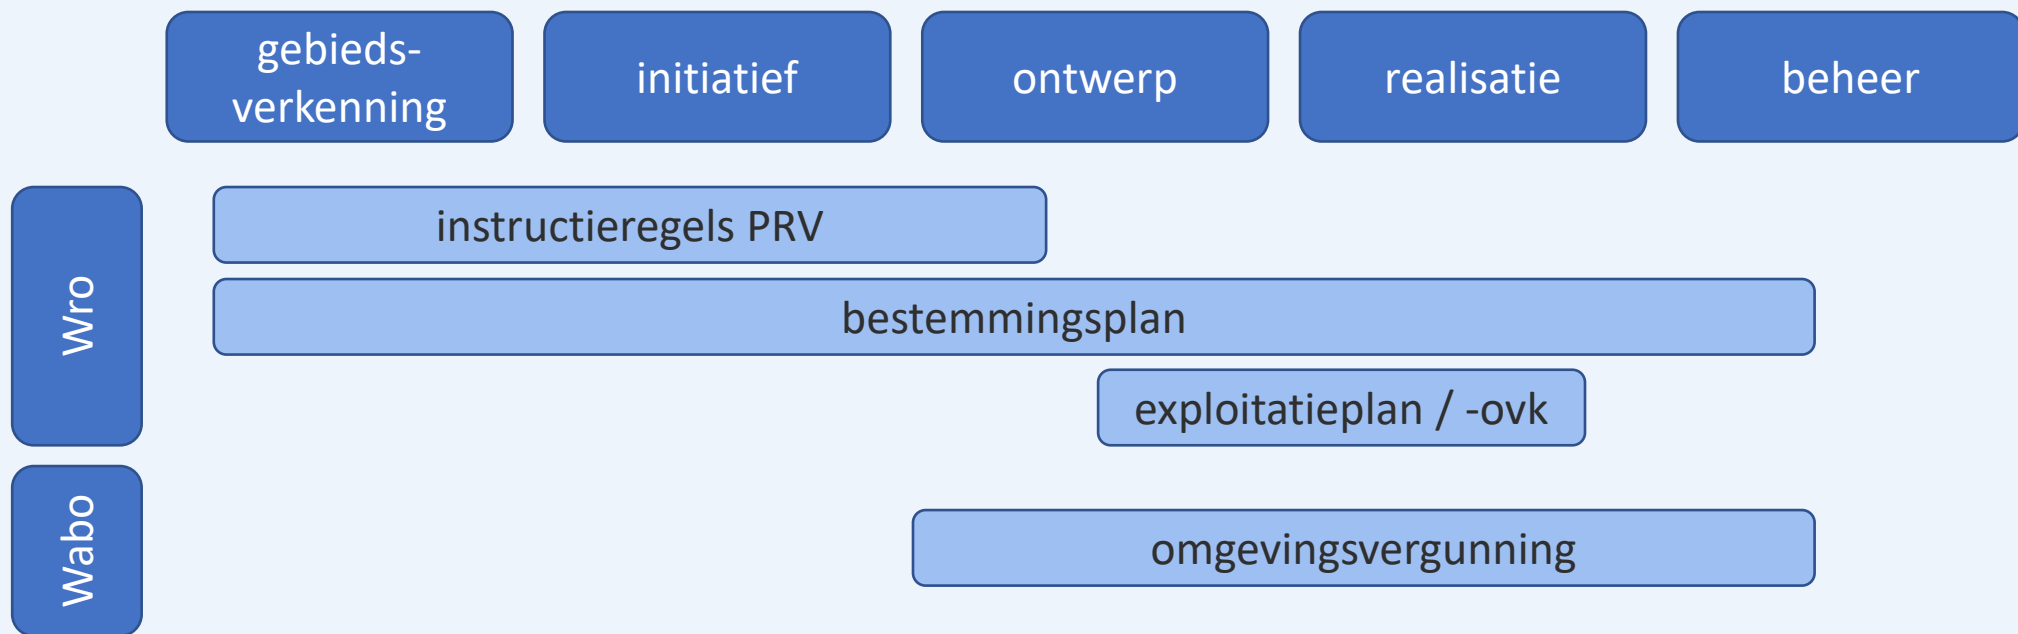 gebieds-
verkenning
initiatief
ontwerp
realisatie
beheer
Wro
instructieregels PRV
bestemmingsplan
exploitatieplan / -ovk
Wabo
omgevingsvergunning